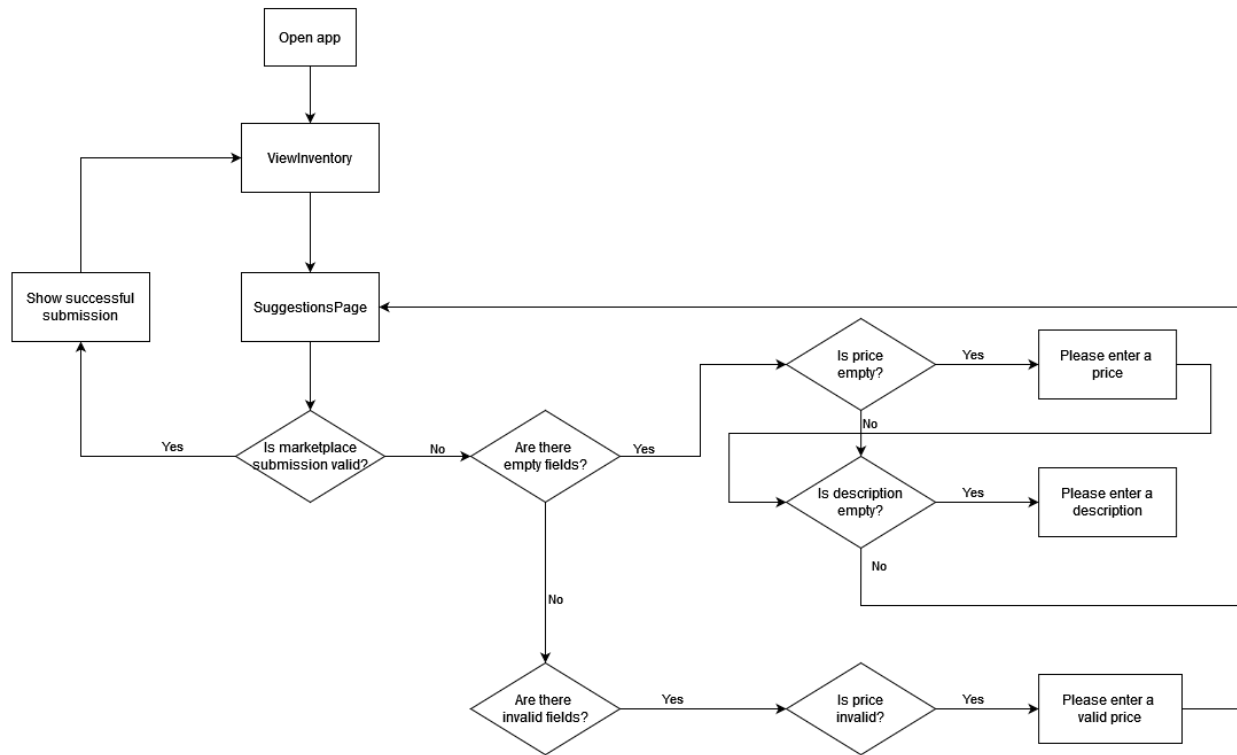 Open app
ViewInventory
Show successful
submission
SuggestionsPage
Is price
empty?
Yes
Please enter a
price
No
Yes
Is marketplace
submission valid?
No
Are there
empty fields?
Yes
Is description
empty?
Yes
Please enter a
description
No
No
Are there
invalid fields?
Yes
Is price
invalid?
Yes
Please enter a
valid price